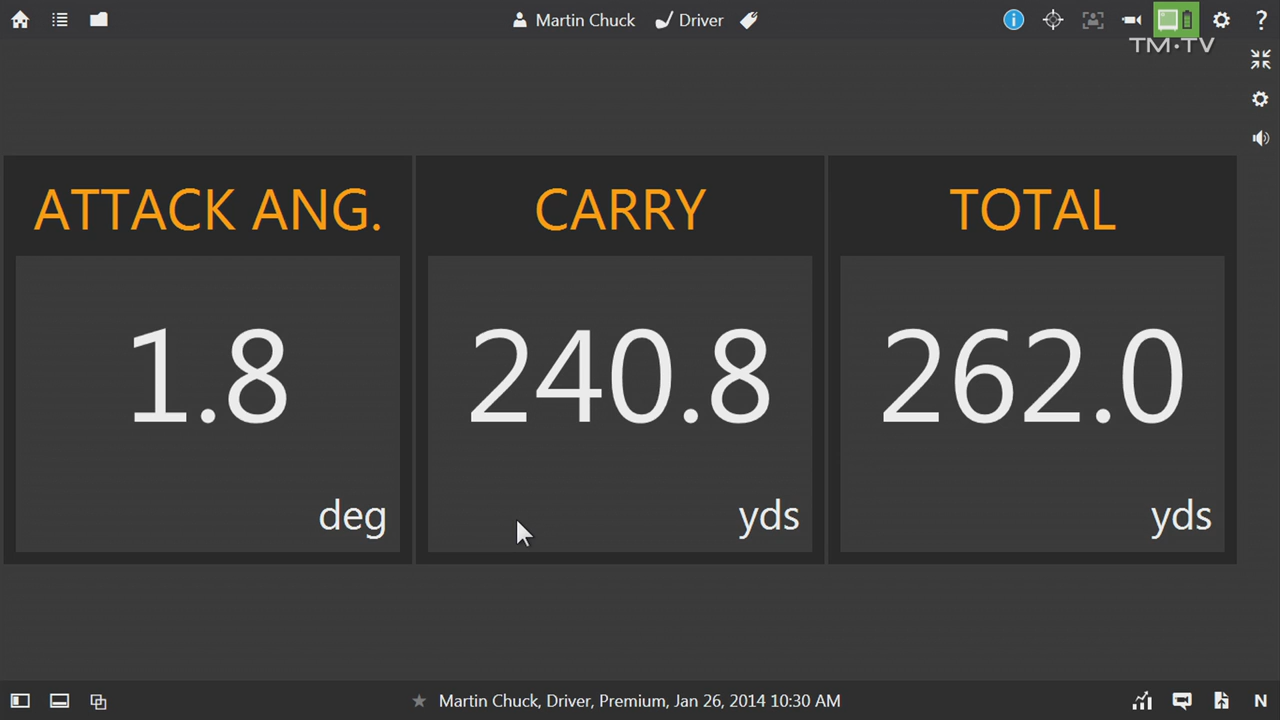 Martin Chuck Driver
TM·TV
ATTACK ANG. CARRY TOTAL
1.8 240.8 262.0
deg yds yds
Martin Chuck, Driver, Premium, Jan 26, 2014 10:30 AM N